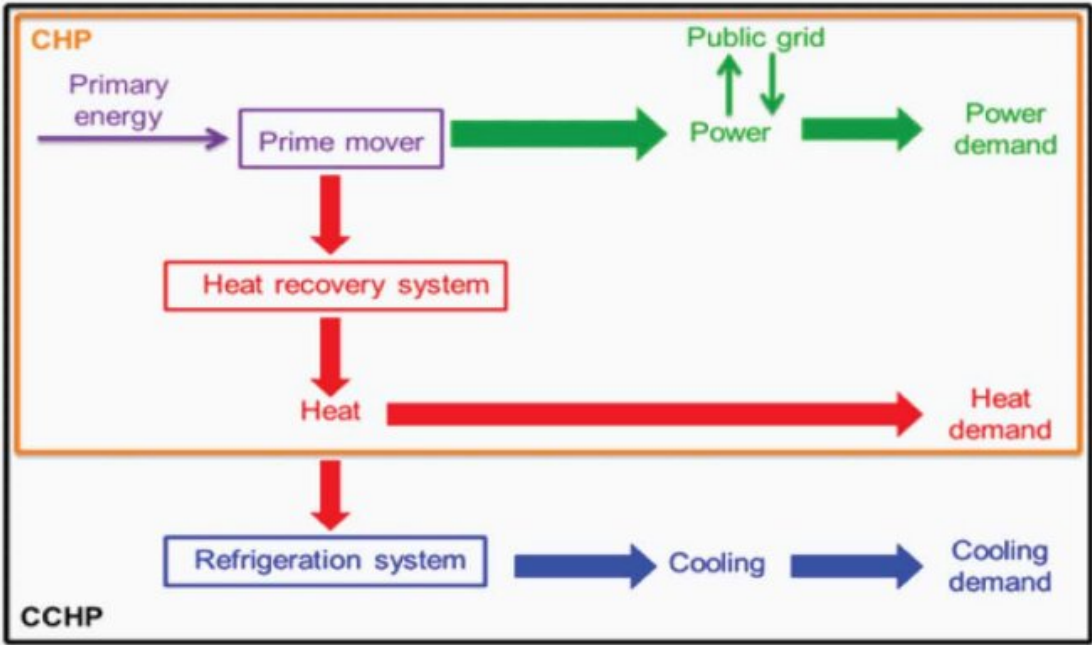 CHP
Public grid
Primary
energy
Prime mover
Power
Power
demand
Heat recovery system
Heat
Heat
demand
Refrigeration system
Cooling
Cooling
demand
CCHP